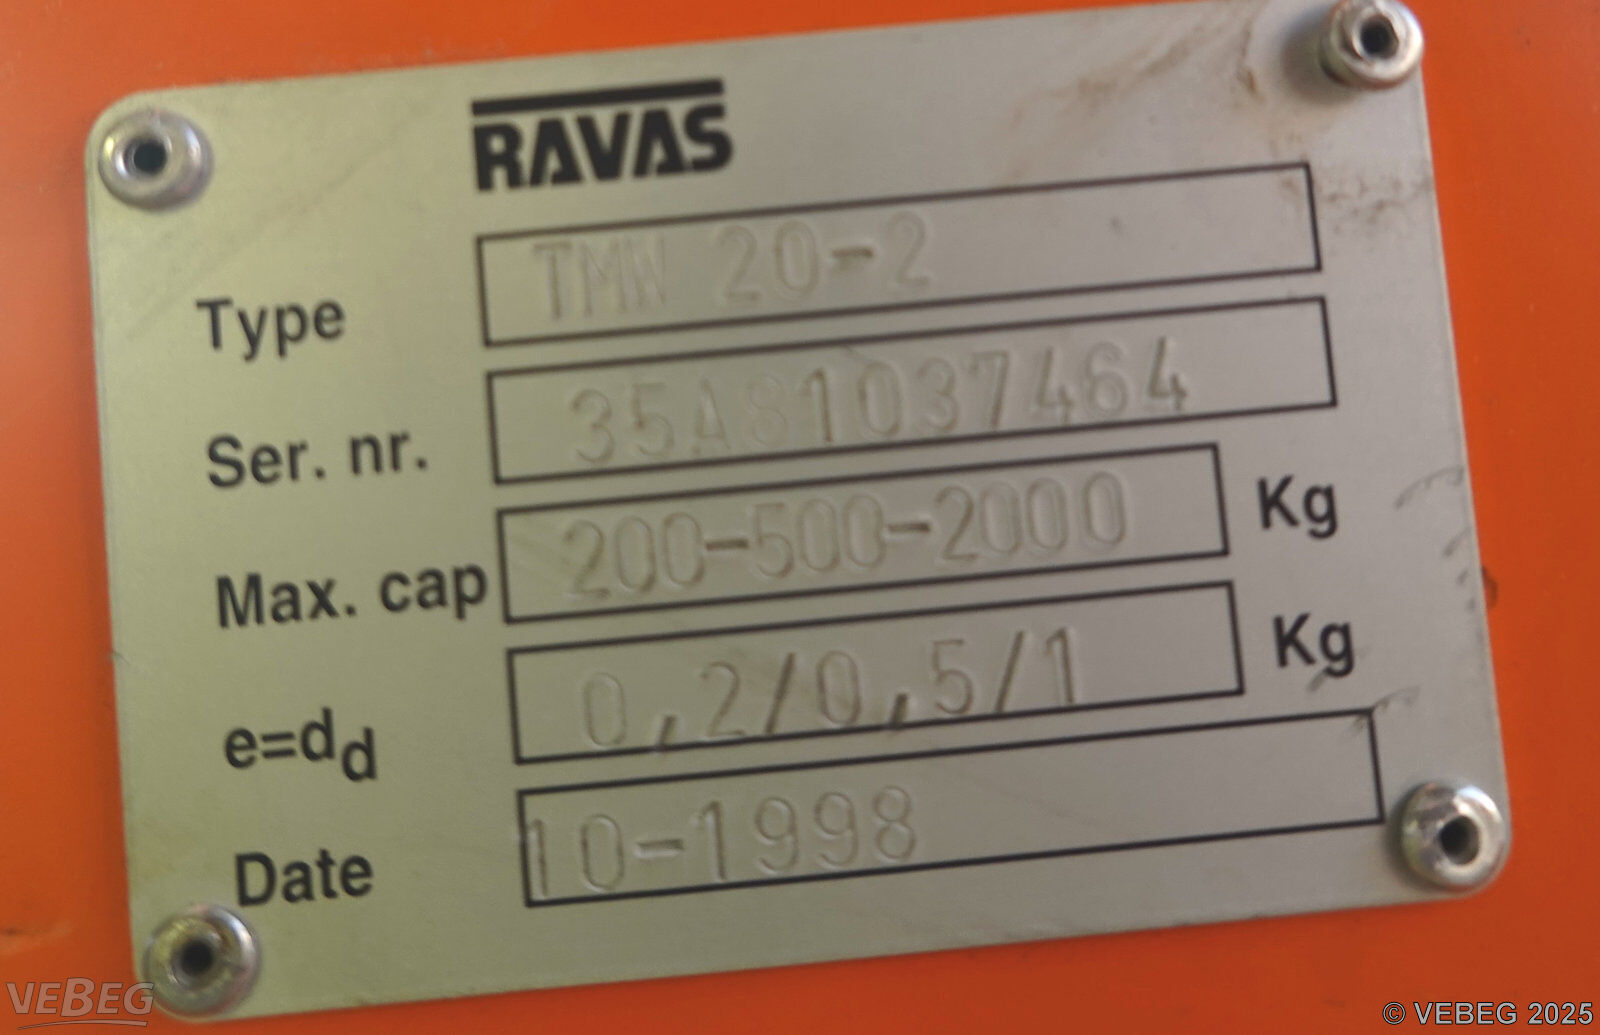 RAVAS
Type TMW 20-2
Ser. nr. 35A81037464
Max. cap 200-500-2000 Kg
e=dd 0,2/0,5/1 Kg
Date 10-1998
VEBEG
© VEBEG 2025